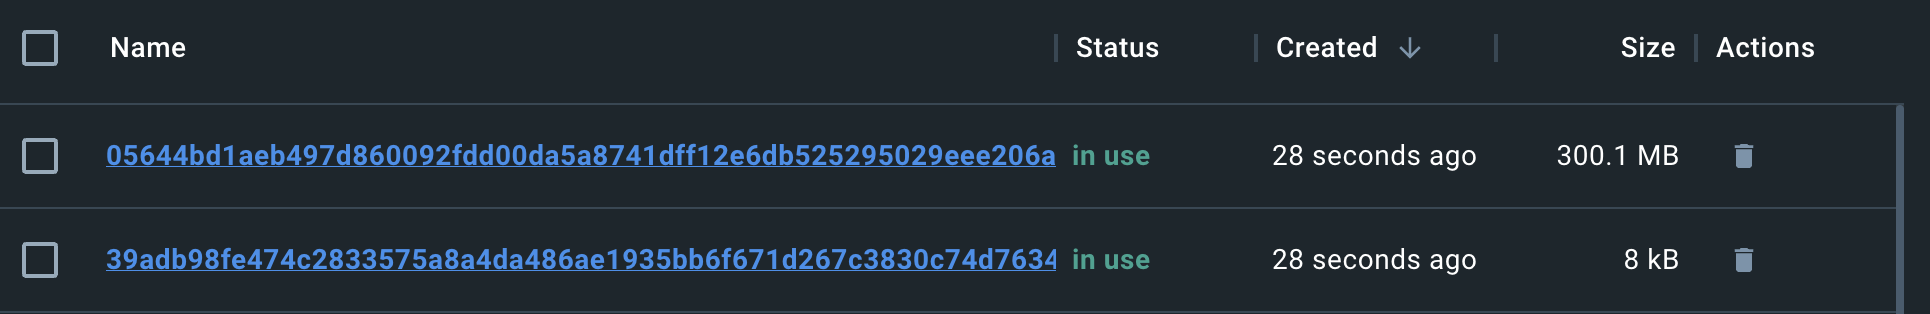 Name Status Created Size Actions
05644bd1aeb497d860092fdd00da5a8741dff12e6db525295029eee206a in use 28 seconds ago 300.1 MB
39adb98fe474c2833575a8a4da486ae1935bb6f671d267c3830c74d7634 in use 28 seconds ago 8 kB